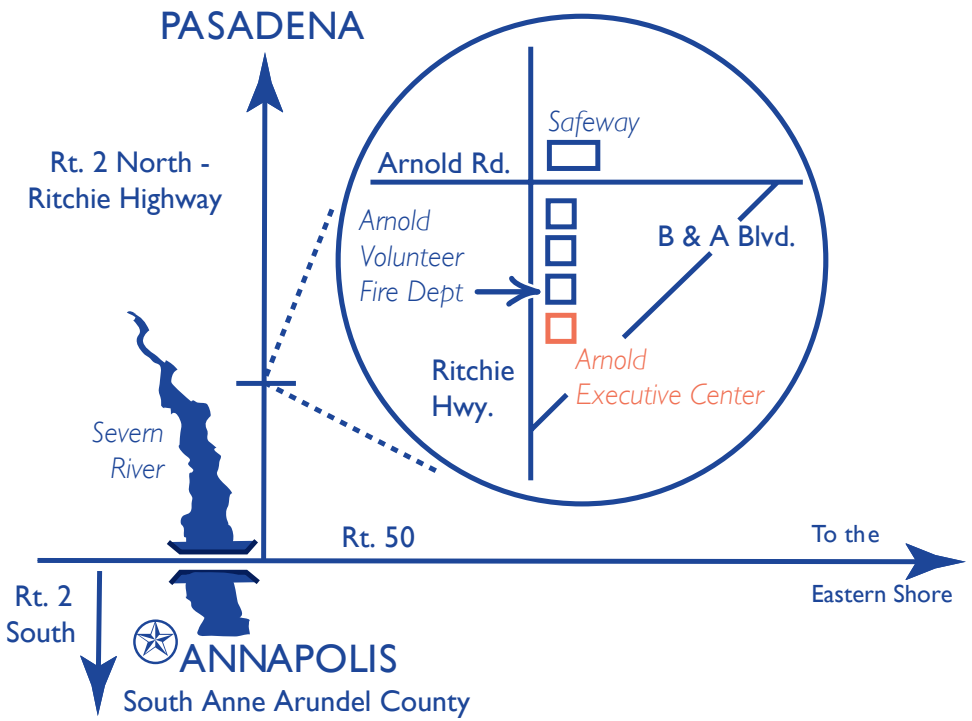 PASADENA
Rt. 2 North -
Ritchie Highway
Safeway
Arnold Rd.
Arnold
Volunteer
Fire Dept
B & A Blvd.
Ritchie
Hwy.
Arnold
Executive Center
Severn
River
Rt. 50
To the
Eastern Shore
Rt. 2
South
ANNAPOLIS
South Anne Arundel County